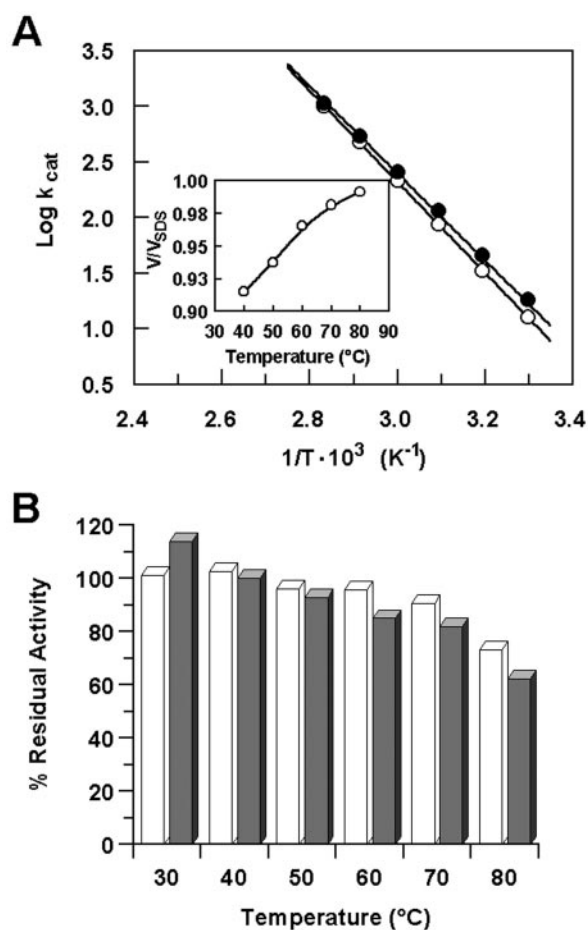 A
Log k cat
3.5
3.0
2.5
2.0
1.5
1.0
0.5
V/V SDS
1.00
0.98
0.95
0.93
0.90
30 40 50 60 70 80 90
Temperature (°C)
2.4 2.6 2.8 3.0 3.2 3.4
1/T · 10³ (K⁻¹)
B
% Residual Activity
120
100
80
60
40
20
0
30 40 50 60 70 80
Temperature (°C)